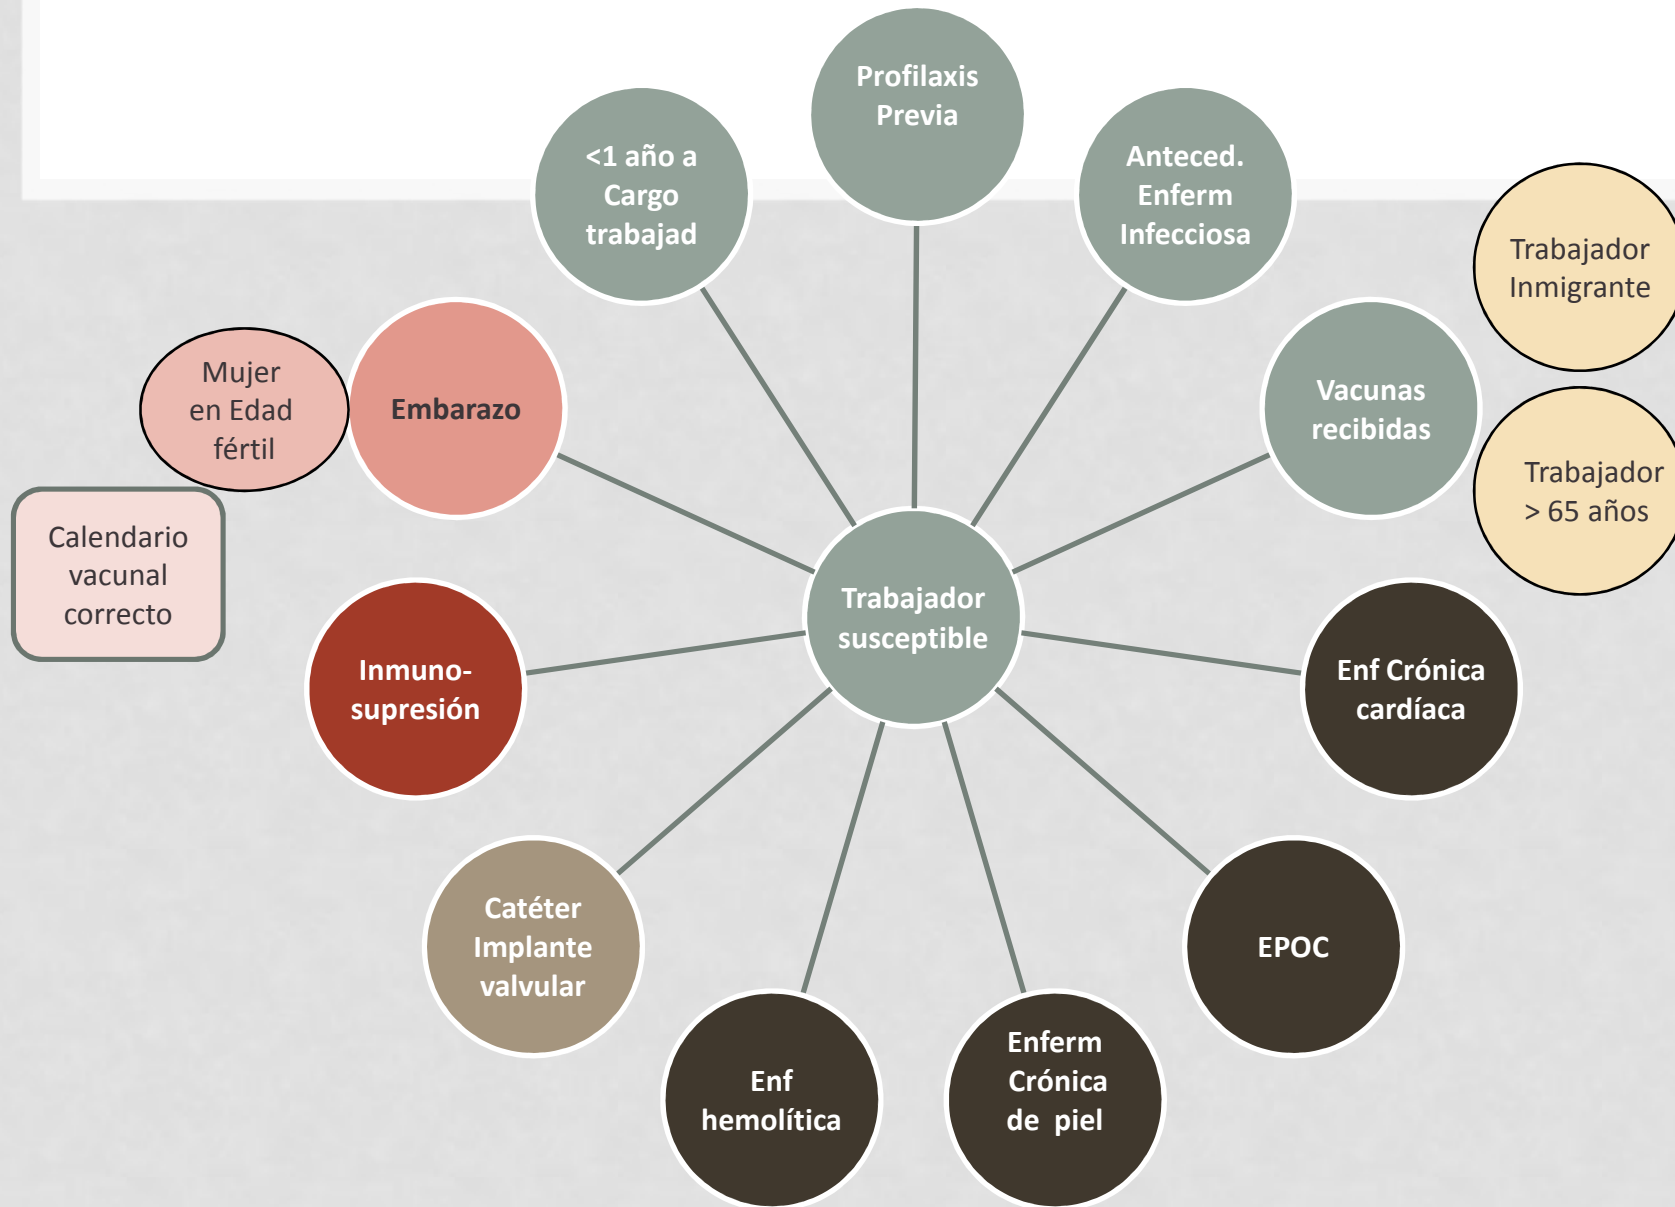 Profilaxis
Previa
<1 año a
Cargo
trabajad
Anteced.
Enferm
Infecciosa
Trabajador
Inmigrante
Mujer
en Edad
fértil
Embarazo
Vacunas
recibidas
Trabajador
> 65 años
Calendario
vacunal
correcto
Trabajador
susceptible
Inmuno-
supresión
Enf Crónica
cardíaca
Catéter
Implante
valvular
EPOC
Enf
hemolítica
Enferm
Crónica
de piel